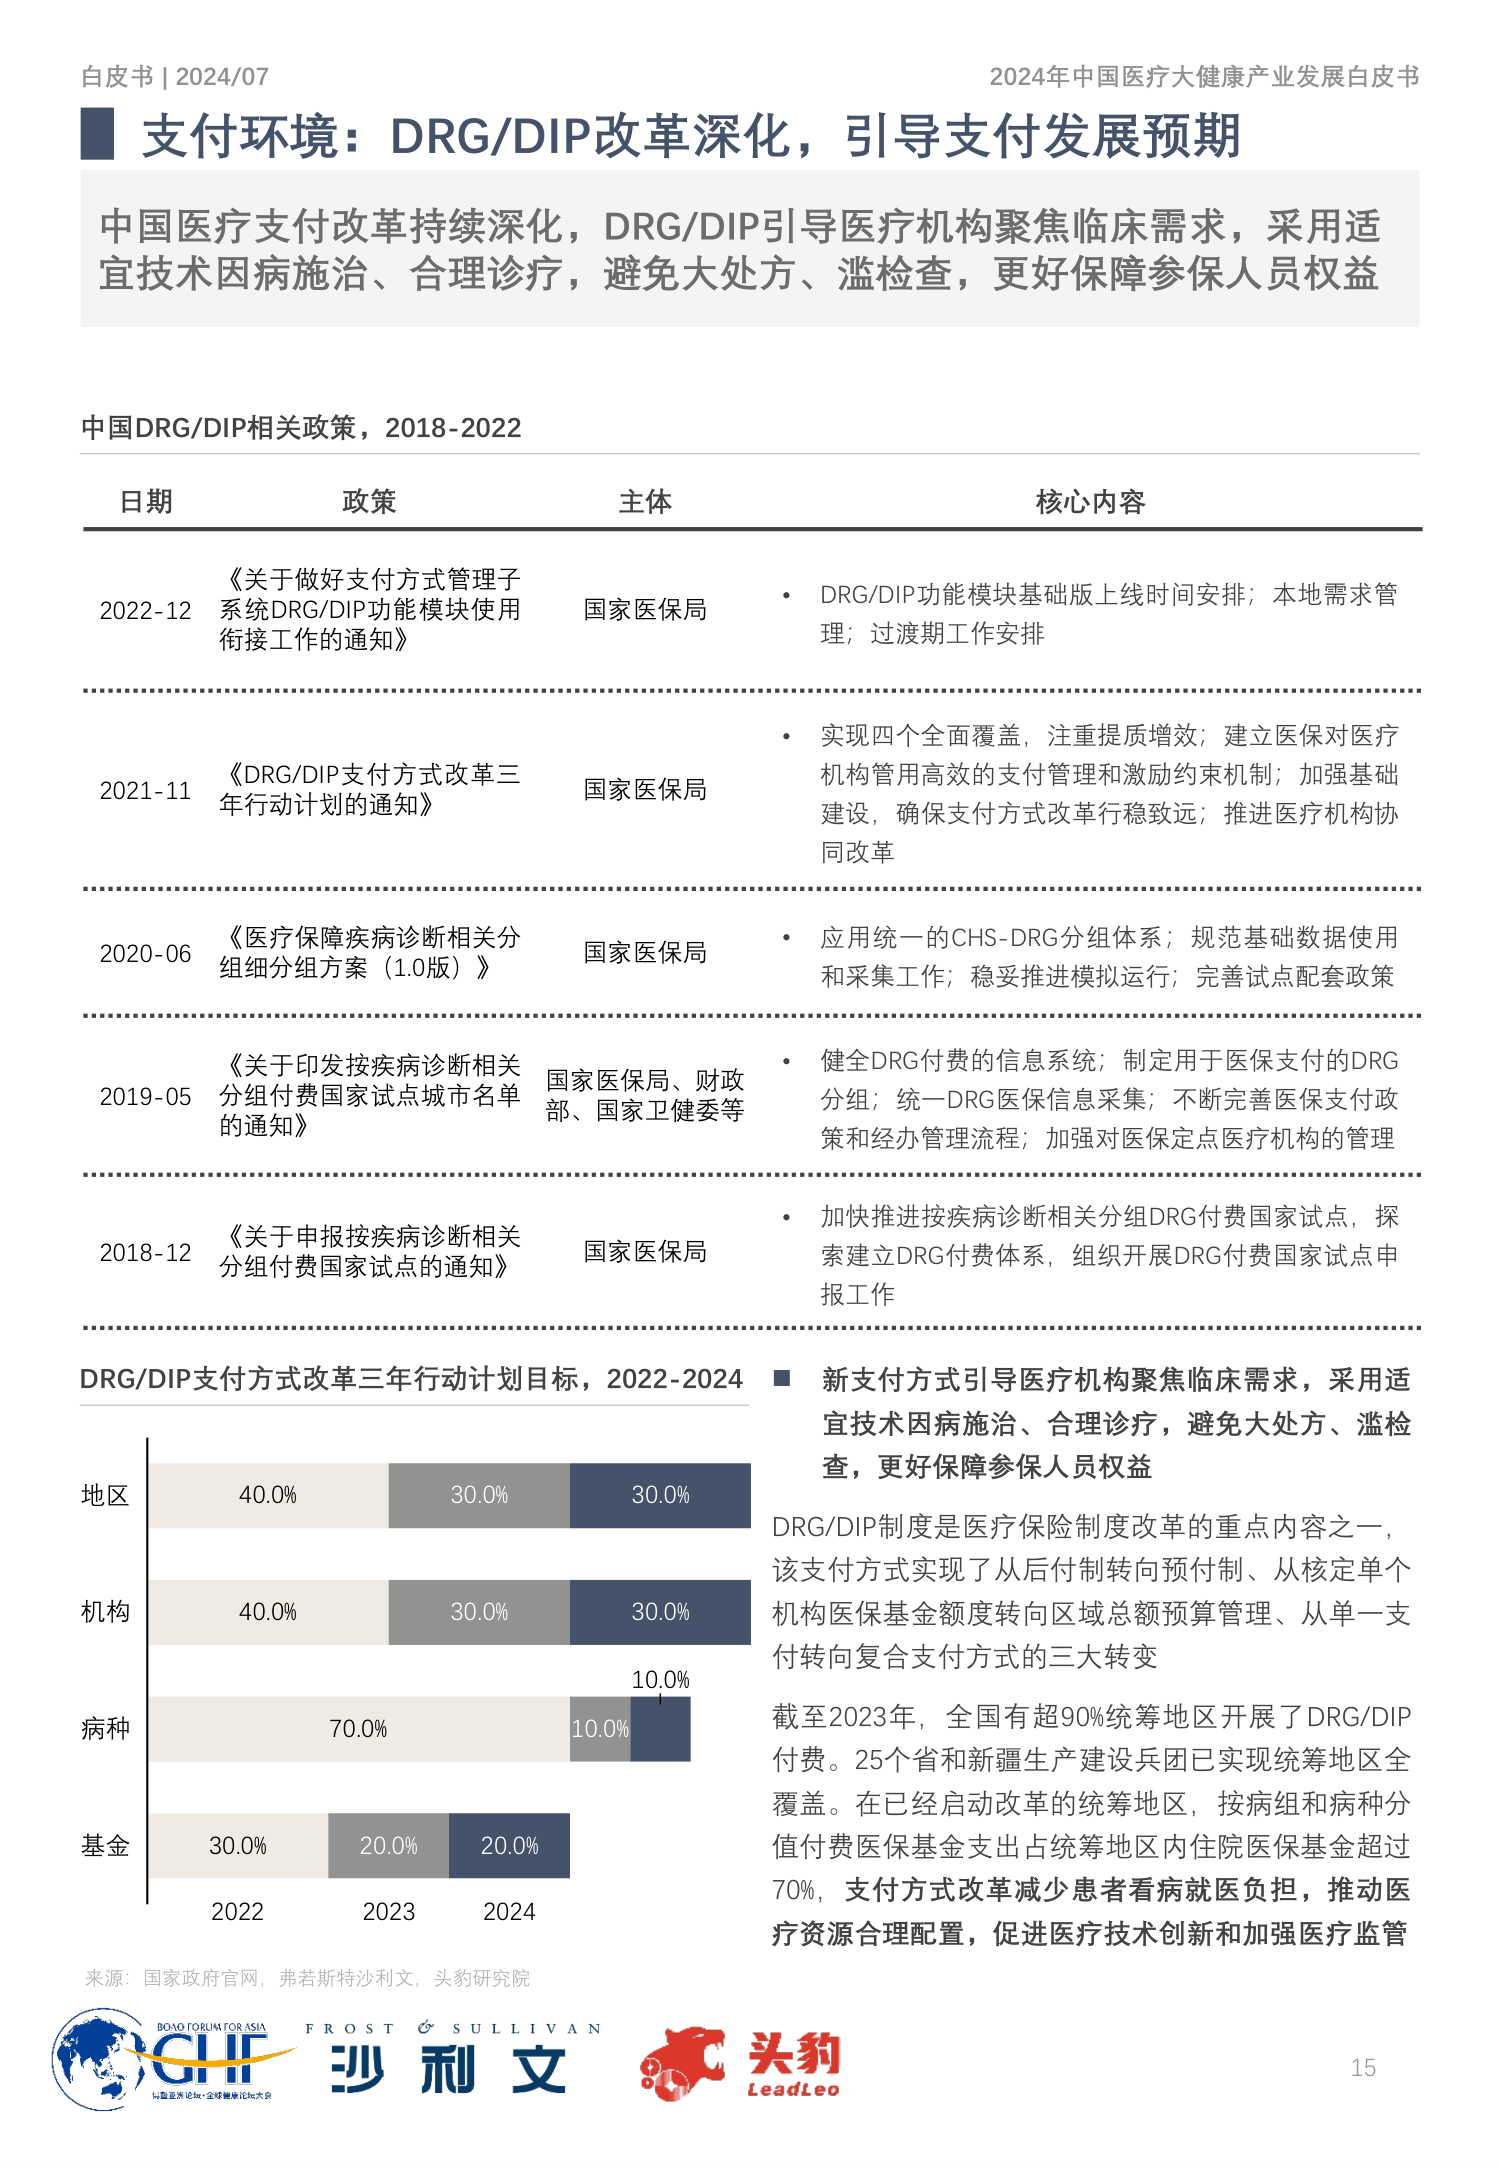 白皮书 | 2024/07
2024年中国医疗大健康产业发展白皮书
支付环境：DRG/DIP改革深化，引导支付发展预期
中国医疗支付改革持续深化，DRG/DIP引导医疗机构聚焦临床需求，采用适
宜技术因病施治、合理诊疗，避免大处方、滥检查，更好保障参保人员权益
中国DRG/DIP相关政策，2018-2022
日期 政策 主体 核心内容
2022-12
《关于做好支付方式管理子
系统DRG/DIP功能模块使用
衔接工作的通知》
国家医保局
• DRG/DIP功能模块基础版上线时间安排；本地需求管
理；过渡期工作安排
2021-11
《DRG/DIP支付方式改革三
年行动计划的通知》
国家医保局
• 实现四个全面覆盖，注重提质增效；建立医保对医疗
机构管用高效的支付管理和激励约束机制；加强基础
建设，确保支付方式改革行稳致远；推进医疗机构协
同改革
2020-06
《医疗保障疾病诊断相关分
组细分组方案（1.0版）》
国家医保局
• 应用统一的CHS-DRG分组体系；规范基础数据使用
和采集工作；稳妥推进模拟运行；完善试点配套政策
2019-05
《关于印发按疾病诊断相关
分组付费国家试点城市名单
的通知》
国家医保局、财政
部、国家卫健委等
• 健全DRG付费的信息系统；制定用于医保支付的DRG
分组；统一DRG医保信息采集；不断完善医保支付政
策和经办管理流程；加强对医保定点医疗机构的管理
2018-12
《关于申报按疾病诊断相关
分组付费国家试点的通知》
国家医保局
• 加快推进按疾病诊断相关分组DRG付费国家试点，探
索建立DRG付费体系，组织开展DRG付费国家试点申
报工作
DRG/DIP支付方式改革三年行动计划目标，2022-2024
地区 40.0% 30.0% 30.0%
机构 40.0% 30.0% 30.0%
10.0%
病种 70.0% 10.0%
基金 30.0% 20.0% 20.0%
2022 2023 2024
新支付方式引导医疗机构聚焦临床需求，采用适
宜技术因病施治、合理诊疗，避免大处方、滥检
查，更好保障参保人员权益
DRG/DIP制度是医疗保险制度改革的重点内容之一，
该支付方式实现了从后付制转向预付制、从核定单个
机构医保基金额度转向区域总额预算管理、从单一支
付转向复合支付方式的三大转变
截至2023年，全国有超90%统筹地区开展了DRG/DIP
付费。25个省和新疆生产建设兵团已实现统筹地区全
覆盖。在已经启动改革的统筹地区，按病组和病种分
值付费医保基金支出占统筹地区内住院医保基金超过
70%，支付方式改革减少患者看病就医负担，推动医
疗资源合理配置，促进医疗技术创新和加强医疗监管
来源：国家政府官网，弗若斯特沙利文，头豹研究院
BOAO FORUM FOR ASIA
GHF
博鳌亚洲论坛•全球健康论坛大会
FROST & SULLIVAN
沙利文
头豹
LeadLeo
15